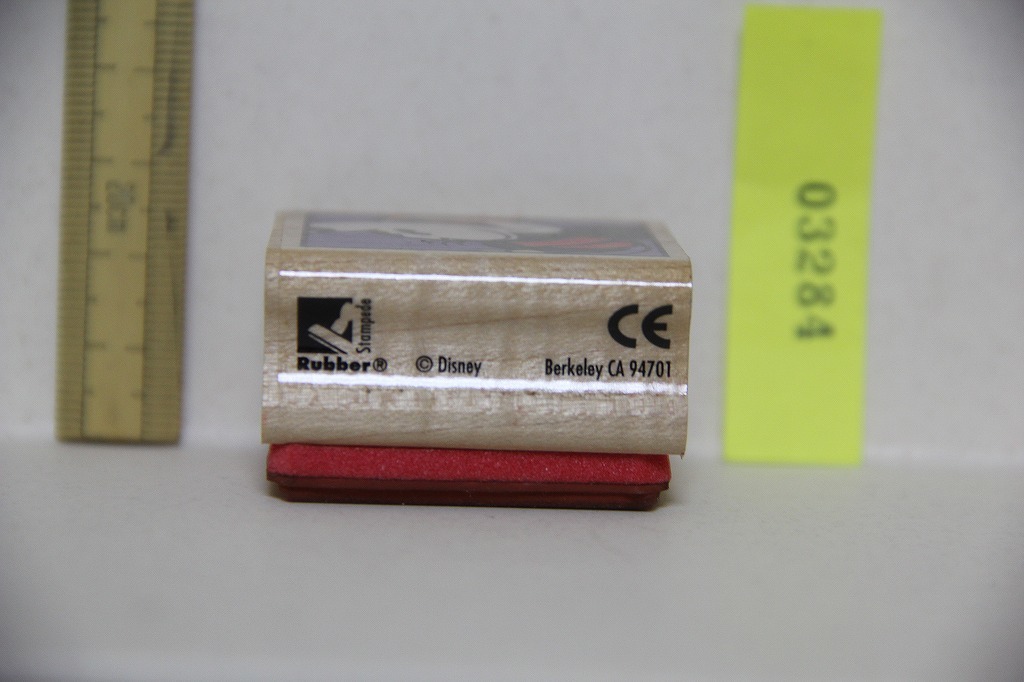 20cm
Stampede
Rubber®
© Disney
CE
Berkeley CA 94701
03284